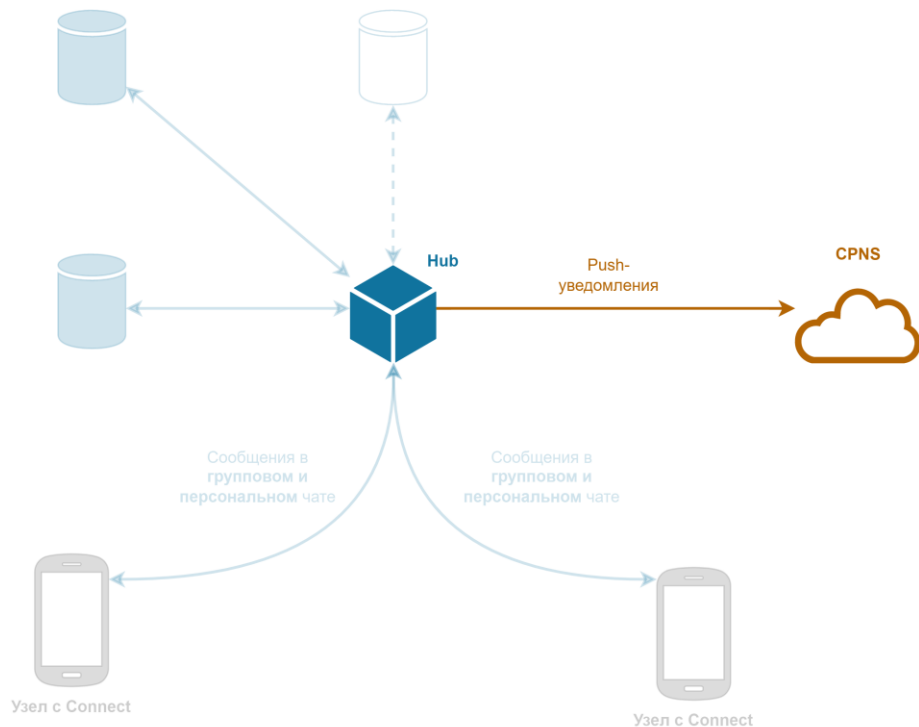 Hub
Push-
уведомления
CPNS
Сообщения в
групповом и
персональном чате
Сообщения в
групповом и
персональном чате
Узел с Connect
Узел с Connect